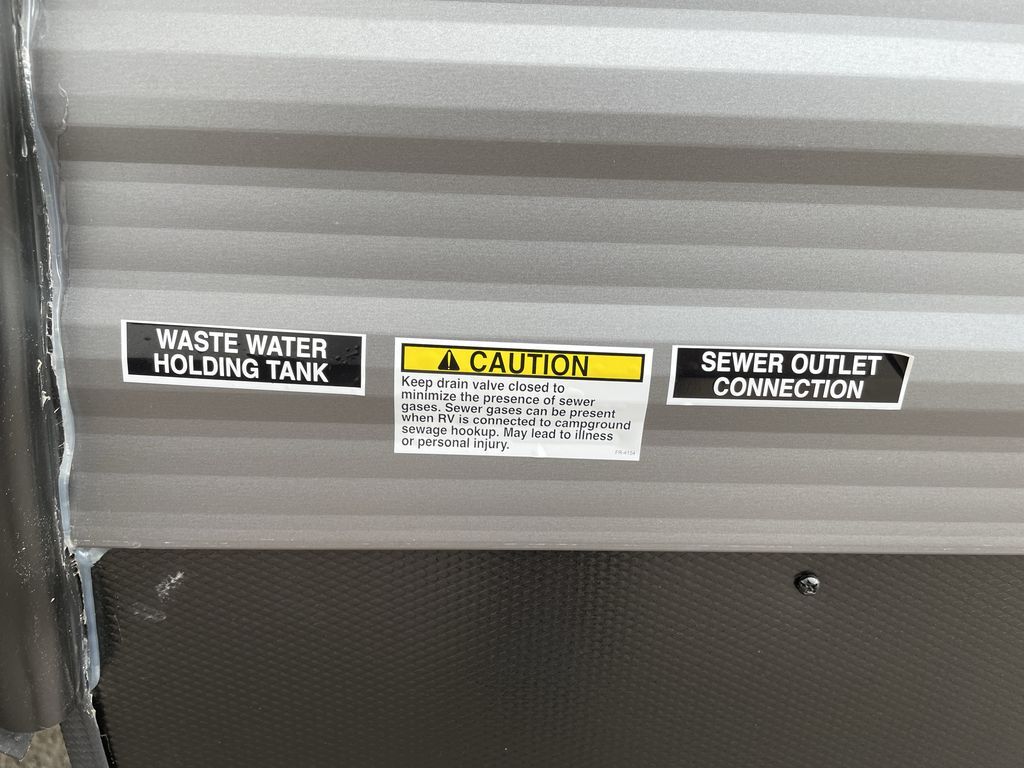 WASTE WATER
HOLDING TANK
CAUTION
Keep drain valve closed to
minimize the presence of sewer
gases. Sewer gases can be present
when RV is connected to campground
sewage hookup. May lead to illness
or personal injury.
PR-4154
SEWER OUTLET
CONNECTION